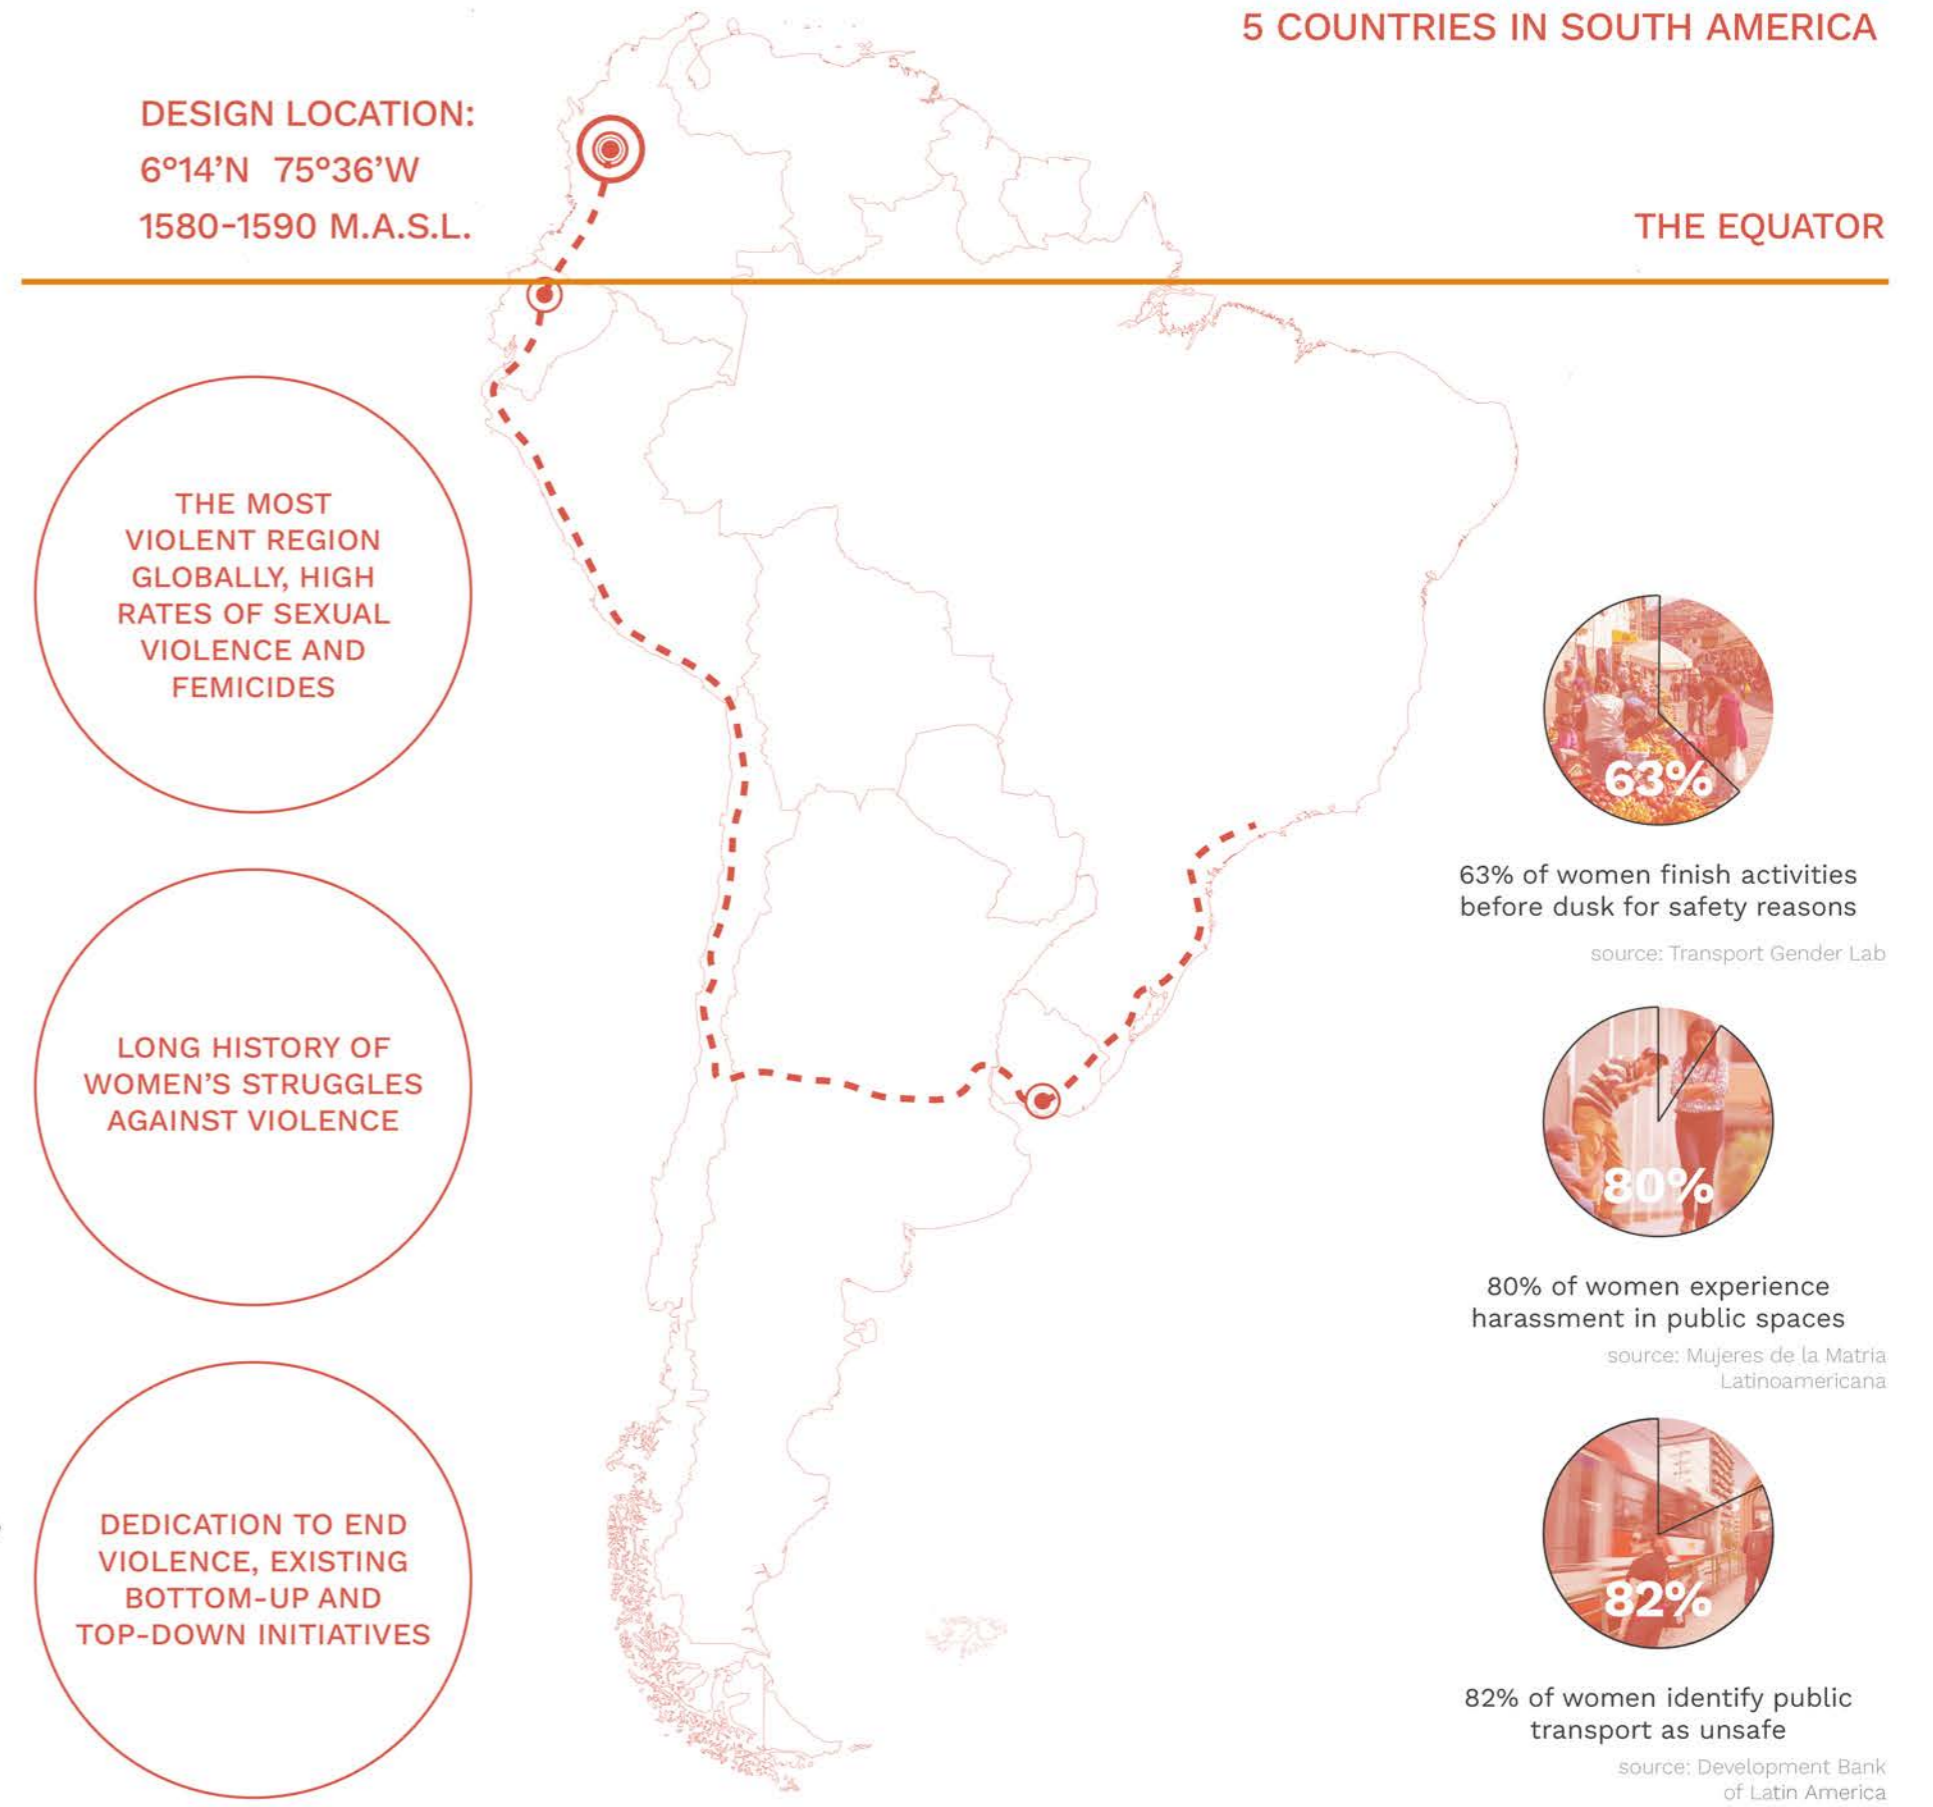 5 COUNTRIES IN SOUTH AMERICA
DESIGN LOCATION:
6°14’N 75°36’W
1580-1590 M.A.S.L.
THE EQUATOR
THE MOST
VIOLENT REGION
GLOBALLY, HIGH
RATES OF SEXUAL
VIOLENCE AND
FEMICIDES
LONG HISTORY OF
WOMEN’S STRUGGLES
AGAINST VIOLENCE
DEDICATION TO END
VIOLENCE, EXISTING
BOTTOM-UP AND
TOP-DOWN INITIATIVES
63%
63% of women finish activities
before dusk for safety reasons
source: Transport Gender Lab
80%
80% of women experience
harassment in public spaces
source: Mujeres de la Matria
Latinoamericana
82%
82% of women identify public
transport as unsafe
source: Development Bank
of Latin America